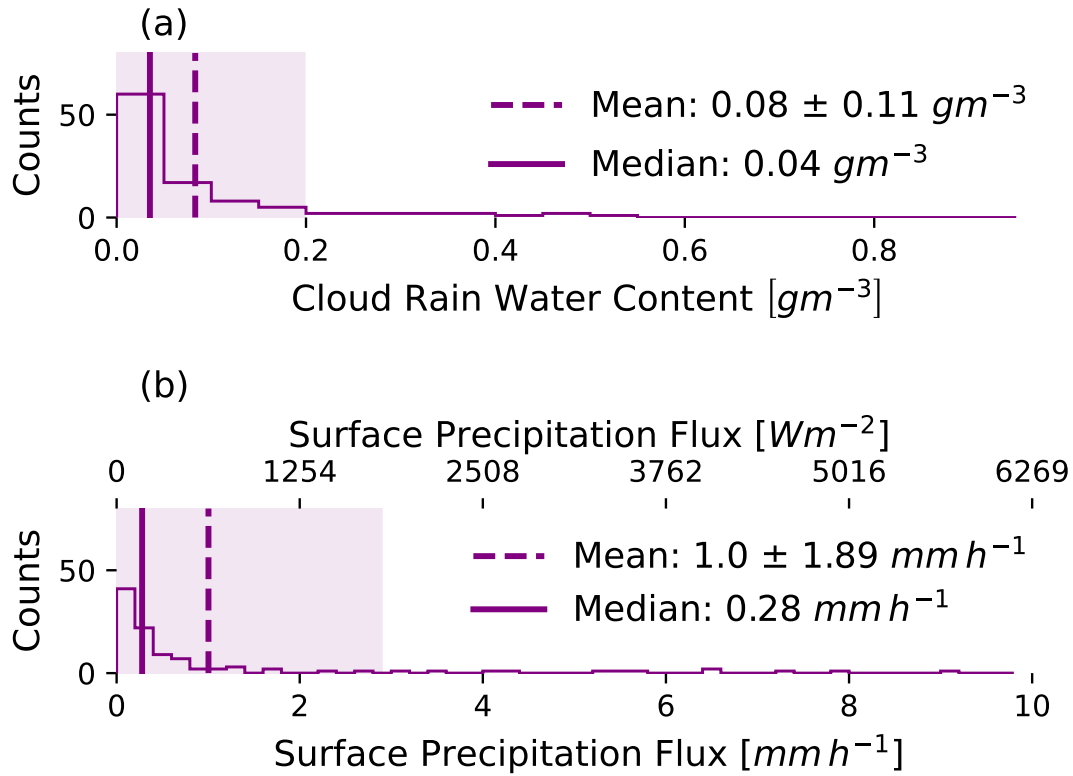 (a)
Counts
50
0
Mean: 0.08 ± 0.11 gm⁻³
Median: 0.04 gm⁻³
0.0 0.2 0.4 0.6 0.8
Cloud Rain Water Content [gm⁻³]
(b)
Surface Precipitation Flux [Wm⁻²]
0 1254 2508 3762 5016 6269
Counts
50
0
Mean: 1.0 ± 1.89 mm h⁻¹
Median: 0.28 mm h⁻¹
0 2 4 6 8 10
Surface Precipitation Flux [mm h⁻¹]